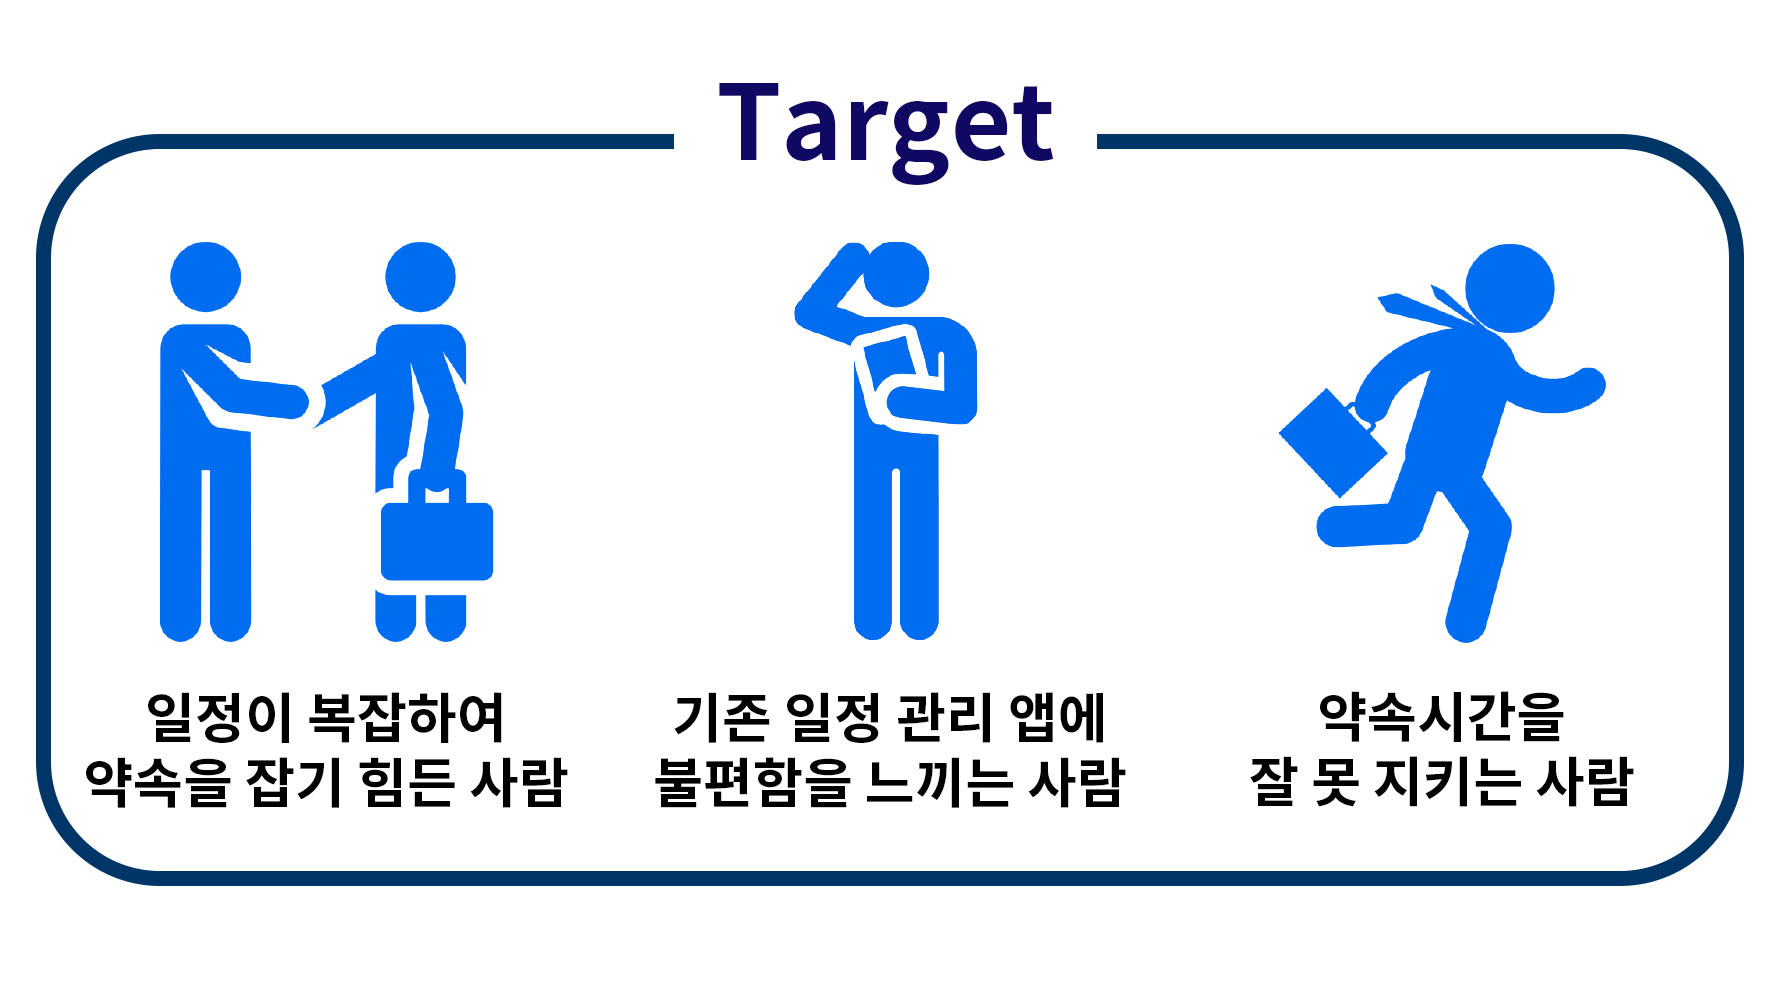 Target
일정이 복잡하여
약속을 잡기 힘든 사람
기존 일정 관리 앱에
불편함을 느끼는 사람
약속시간을
잘 못 지키는 사람